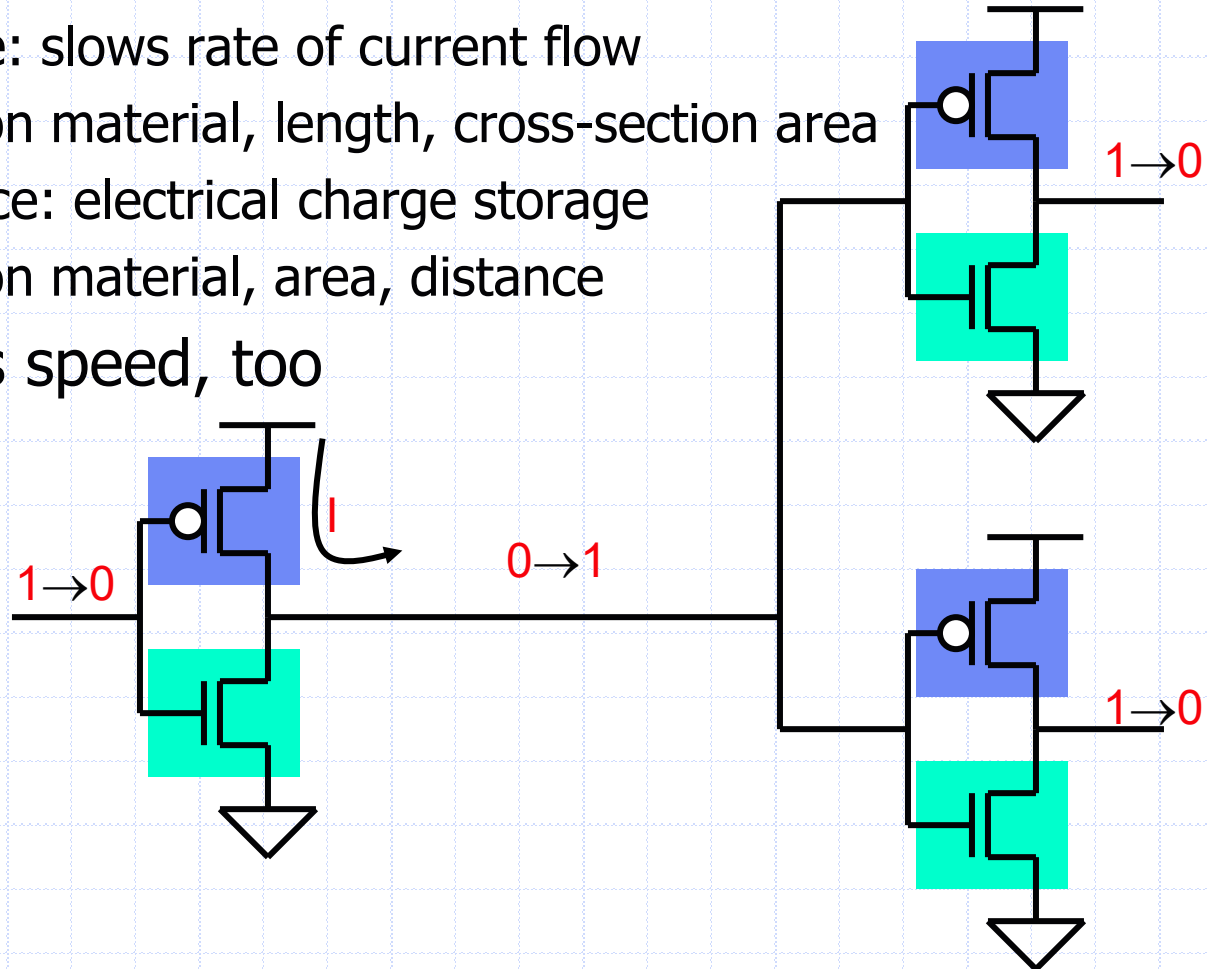 e: slows rate of current flow
on material, length, cross-section area
ce: electrical charge storage
on material, area, distance
s speed, too
1→0
I
0→1
1→0
1→0